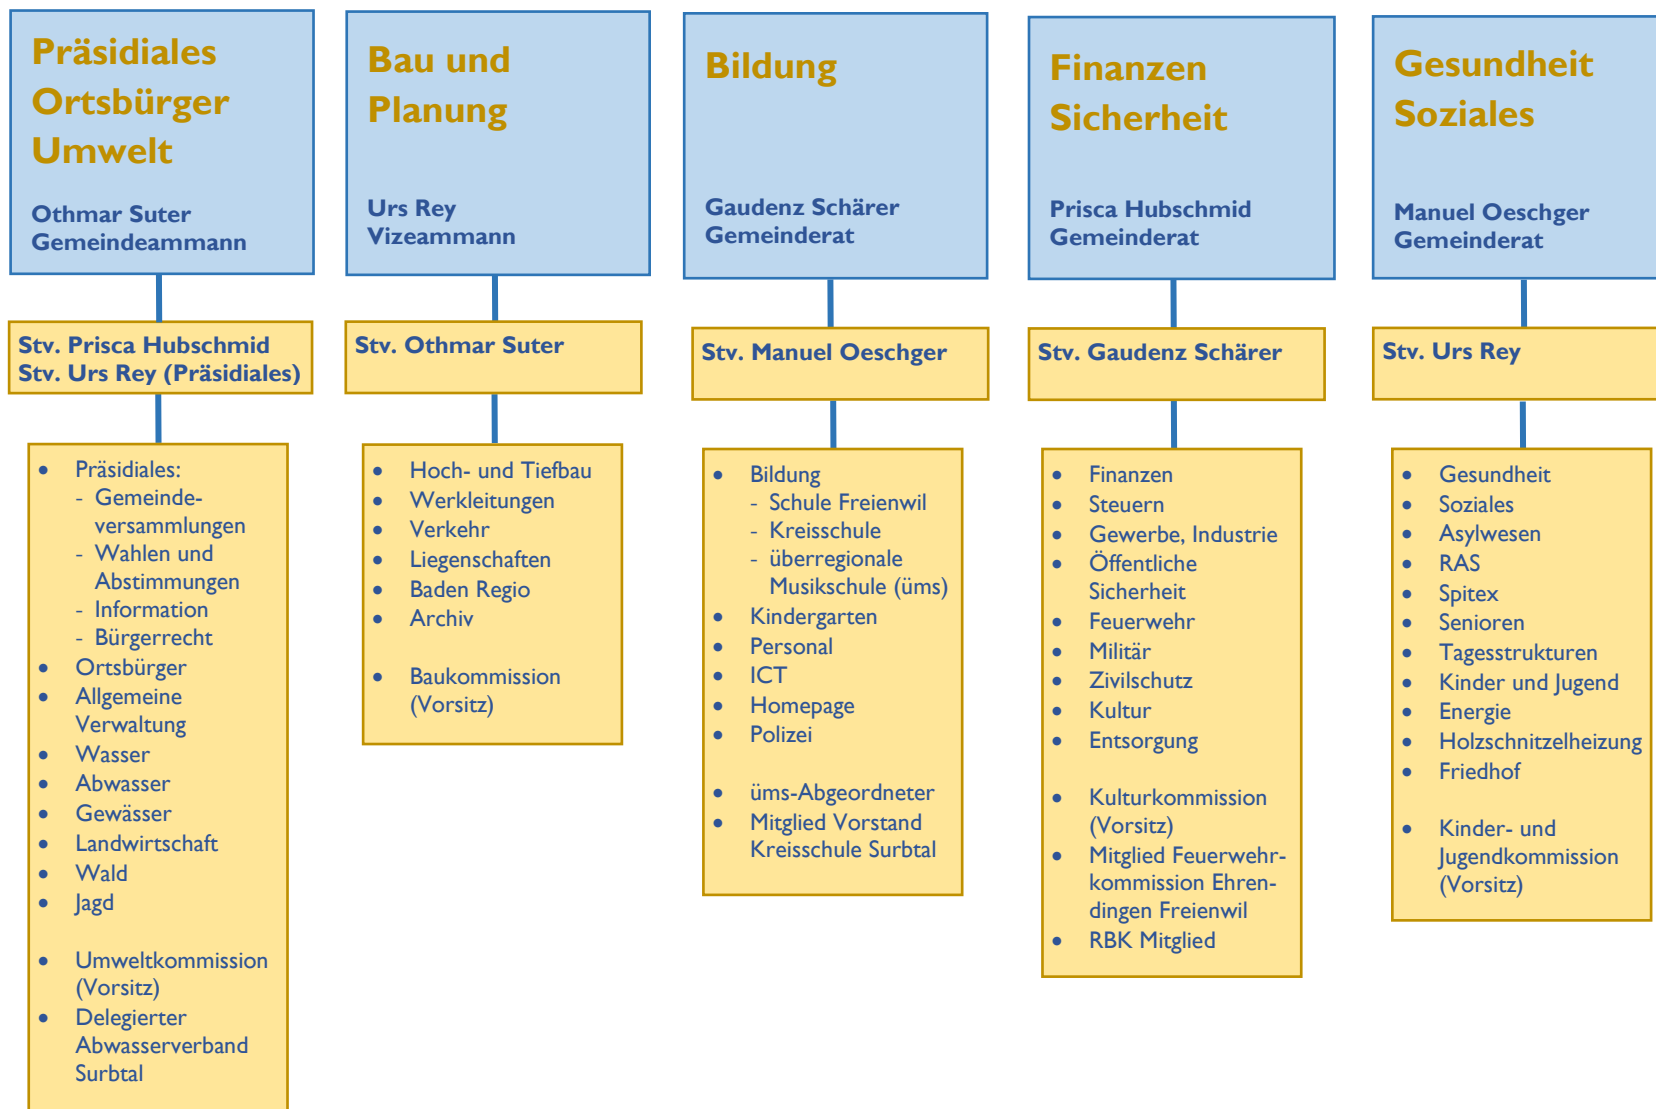 Präsidiales
Ortsbürger
Umwelt
Othmar Suter
Gemeindeammann
Stv. Prisca Hubschmid
Stv. Urs Rey (Präsidiales)
• Präsidiales:
- Gemeinde-
versammlungen
- Wahlen und
Abstimmungen
- Information
- Bürgerrecht
• Ortsbürger
• Allgemeine
Verwaltung
• Wasser
• Abwasser
• Gewässer
• Landwirtschaft
• Wald
• Jagd
• Umweltkommission
(Vorsitz)
• Delegierter
Abwasserverband
Surbtal
Bau und
Planung
Urs Rey
Vizeammann
Stv. Othmar Suter
• Hoch- und Tiefbau
• Werkleitungen
• Verkehr
• Liegenschaften
• Baden Regio
• Archiv
• Baukommission
(Vorsitz)
Bildung
Gaudenz Schärer
Gemeinderat
Stv. Manuel Oeschger
• Bildung
- Schule Freienwil
- Kreisschule
- überregionale
Musikschule (üms)
• Kindergarten
• Personal
• ICT
• Homepage
• Polizei
• üms-Abgeordneter
• Mitglied Vorstand
Kreisschule Surbtal
Finanzen
Sicherheit
Prisca Hubschmid
Gemeinderat
Stv. Gaudenz Schärer
• Finanzen
• Steuern
• Gewerbe, Industrie
• Öffentliche
Sicherheit
• Feuerwehr
• Militär
• Zivilschutz
• Kultur
• Entsorgung
• Kulturkommission
(Vorsitz)
• Mitglied Feuerwehr-
kommission Ehren-
dingen Freienwil
• RBK Mitglied
Gesundheit
Soziales
Manuel Oeschger
Gemeinderat
Stv. Urs Rey
• Gesundheit
• Soziales
• Asylwesen
• RAS
• Spitex
• Senioren
• Tagesstrukturen
• Kinder und Jugend
• Energie
• Holzschnitzelheizung
• Friedhof
• Kinder- und
Jugendkommission
(Vorsitz)